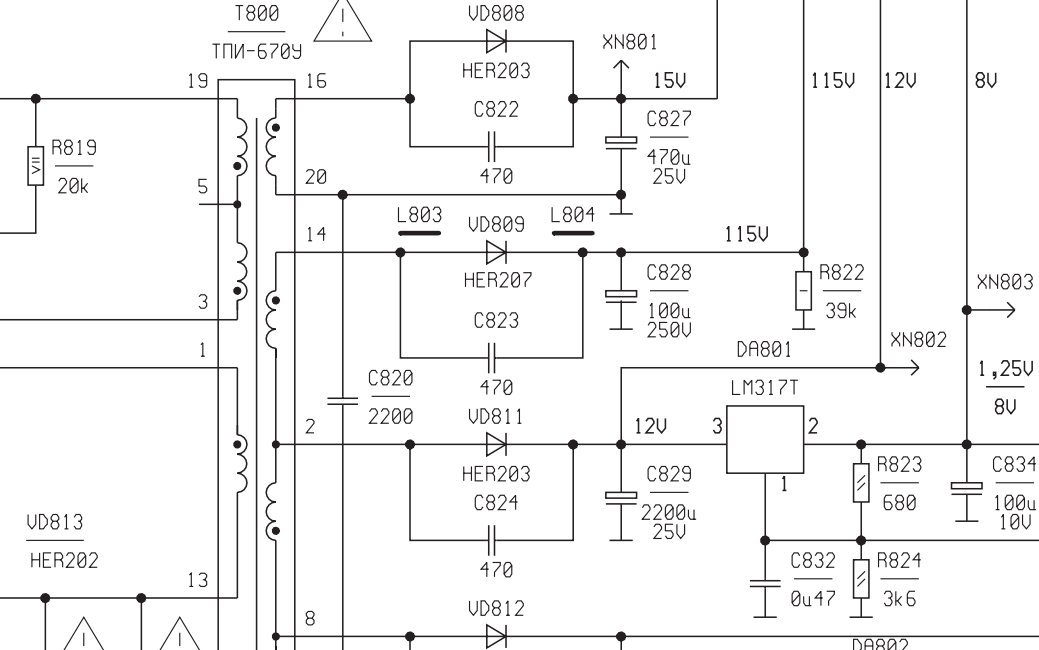 T800
ТПИ-670У
VD808
HER203
XN801
15V
115V
12V
8V
19
16
C822
470
C827
470u
25V
R819
20k
5
20
L803
VD809
L804
14
HER207
115V
C828
100u
250V
R822
39k
XN803
3
C823
470
1
DA801
XN802
LM317T
1,25V
8V
C820
2200
2
VD811
HER203
12V
3
2
1
C824
470
C829
2200u
25V
R823
680
C834
100u
10V
VD813
HER202
C832
0u47
R824
3k6
13
8
VD812
DA802